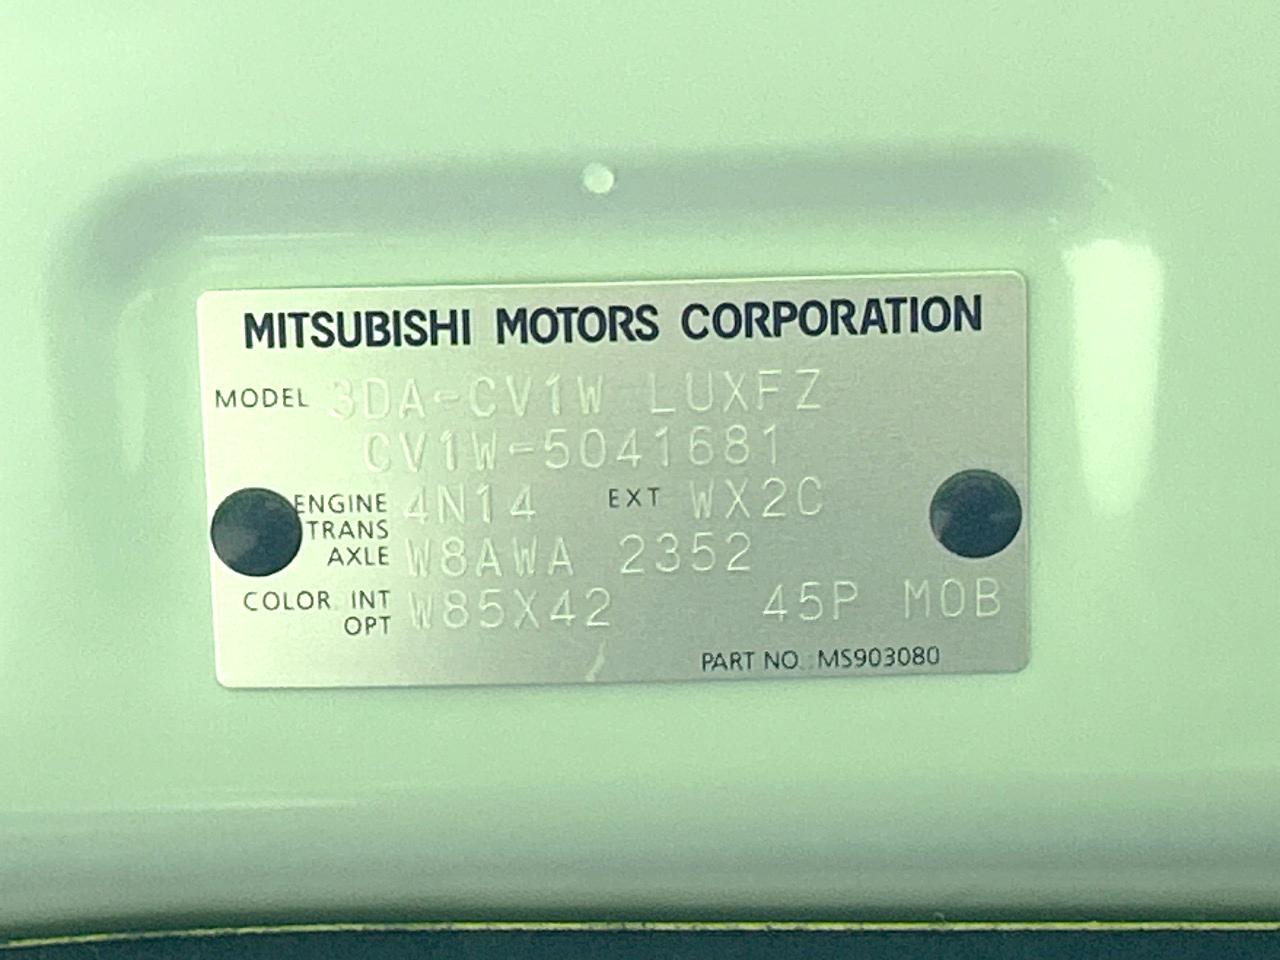 MITSUBISHI MOTORS CORPORATION
MODEL 3DA-CV1W LUXFZ
CV1W-5041681
ENGINE 4N14 EXT WX2C
TRANS
AXLE W8AWA 2352
COLOR INT W85X42 45P M0B
OPT
PART NO. MS903080